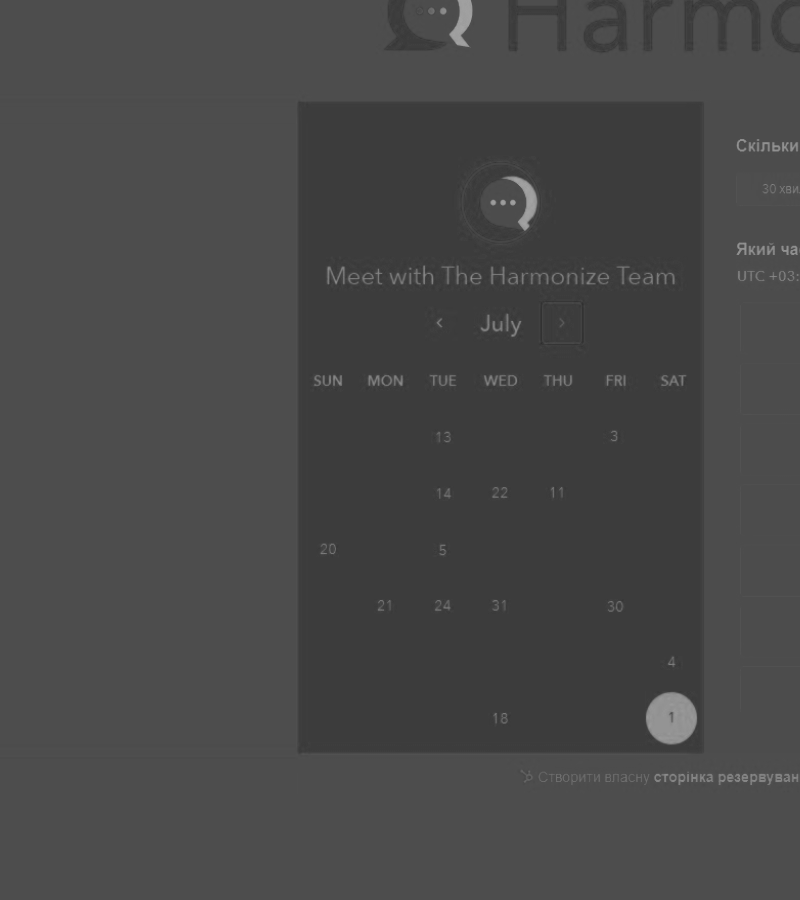 Harmo
Скільки
30 хви
Meet with The Harmonize Team
Який ча
UTC +03:
July
SUN MON TUE WED THU FRI SAT
13 3
14 22 11
20 5
21 24 31 30
4
18 1
Створити власну сторінка резервуван